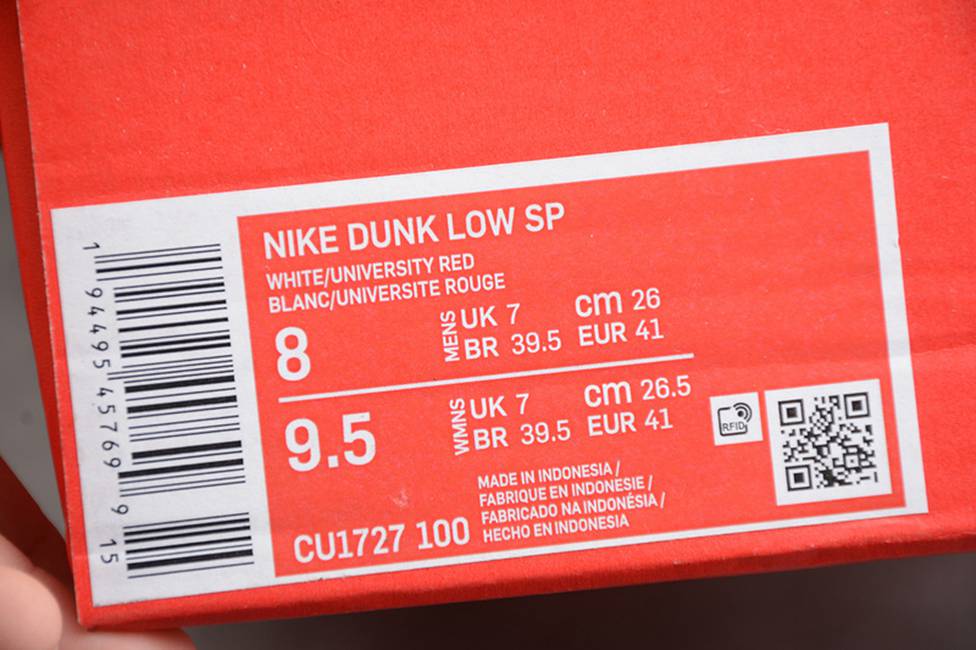 1 94495 45769 9 15
NIKE DUNK LOW SP
WHITE/UNIVERSITY RED
BLANC/UNIVERSITE ROUGE
8
MENS
UK 7 cm 26
BR 39.5 EUR 41
9.5
WMNS
UK 7 cm 26.5
BR 39.5 EUR 41
RFID
MADE IN INDONESIA /
FABRIQUE EN INDONESIE /
FABRICADO NA INDONÉSIA /
HECHO EN INDONESIA
CU1727 100